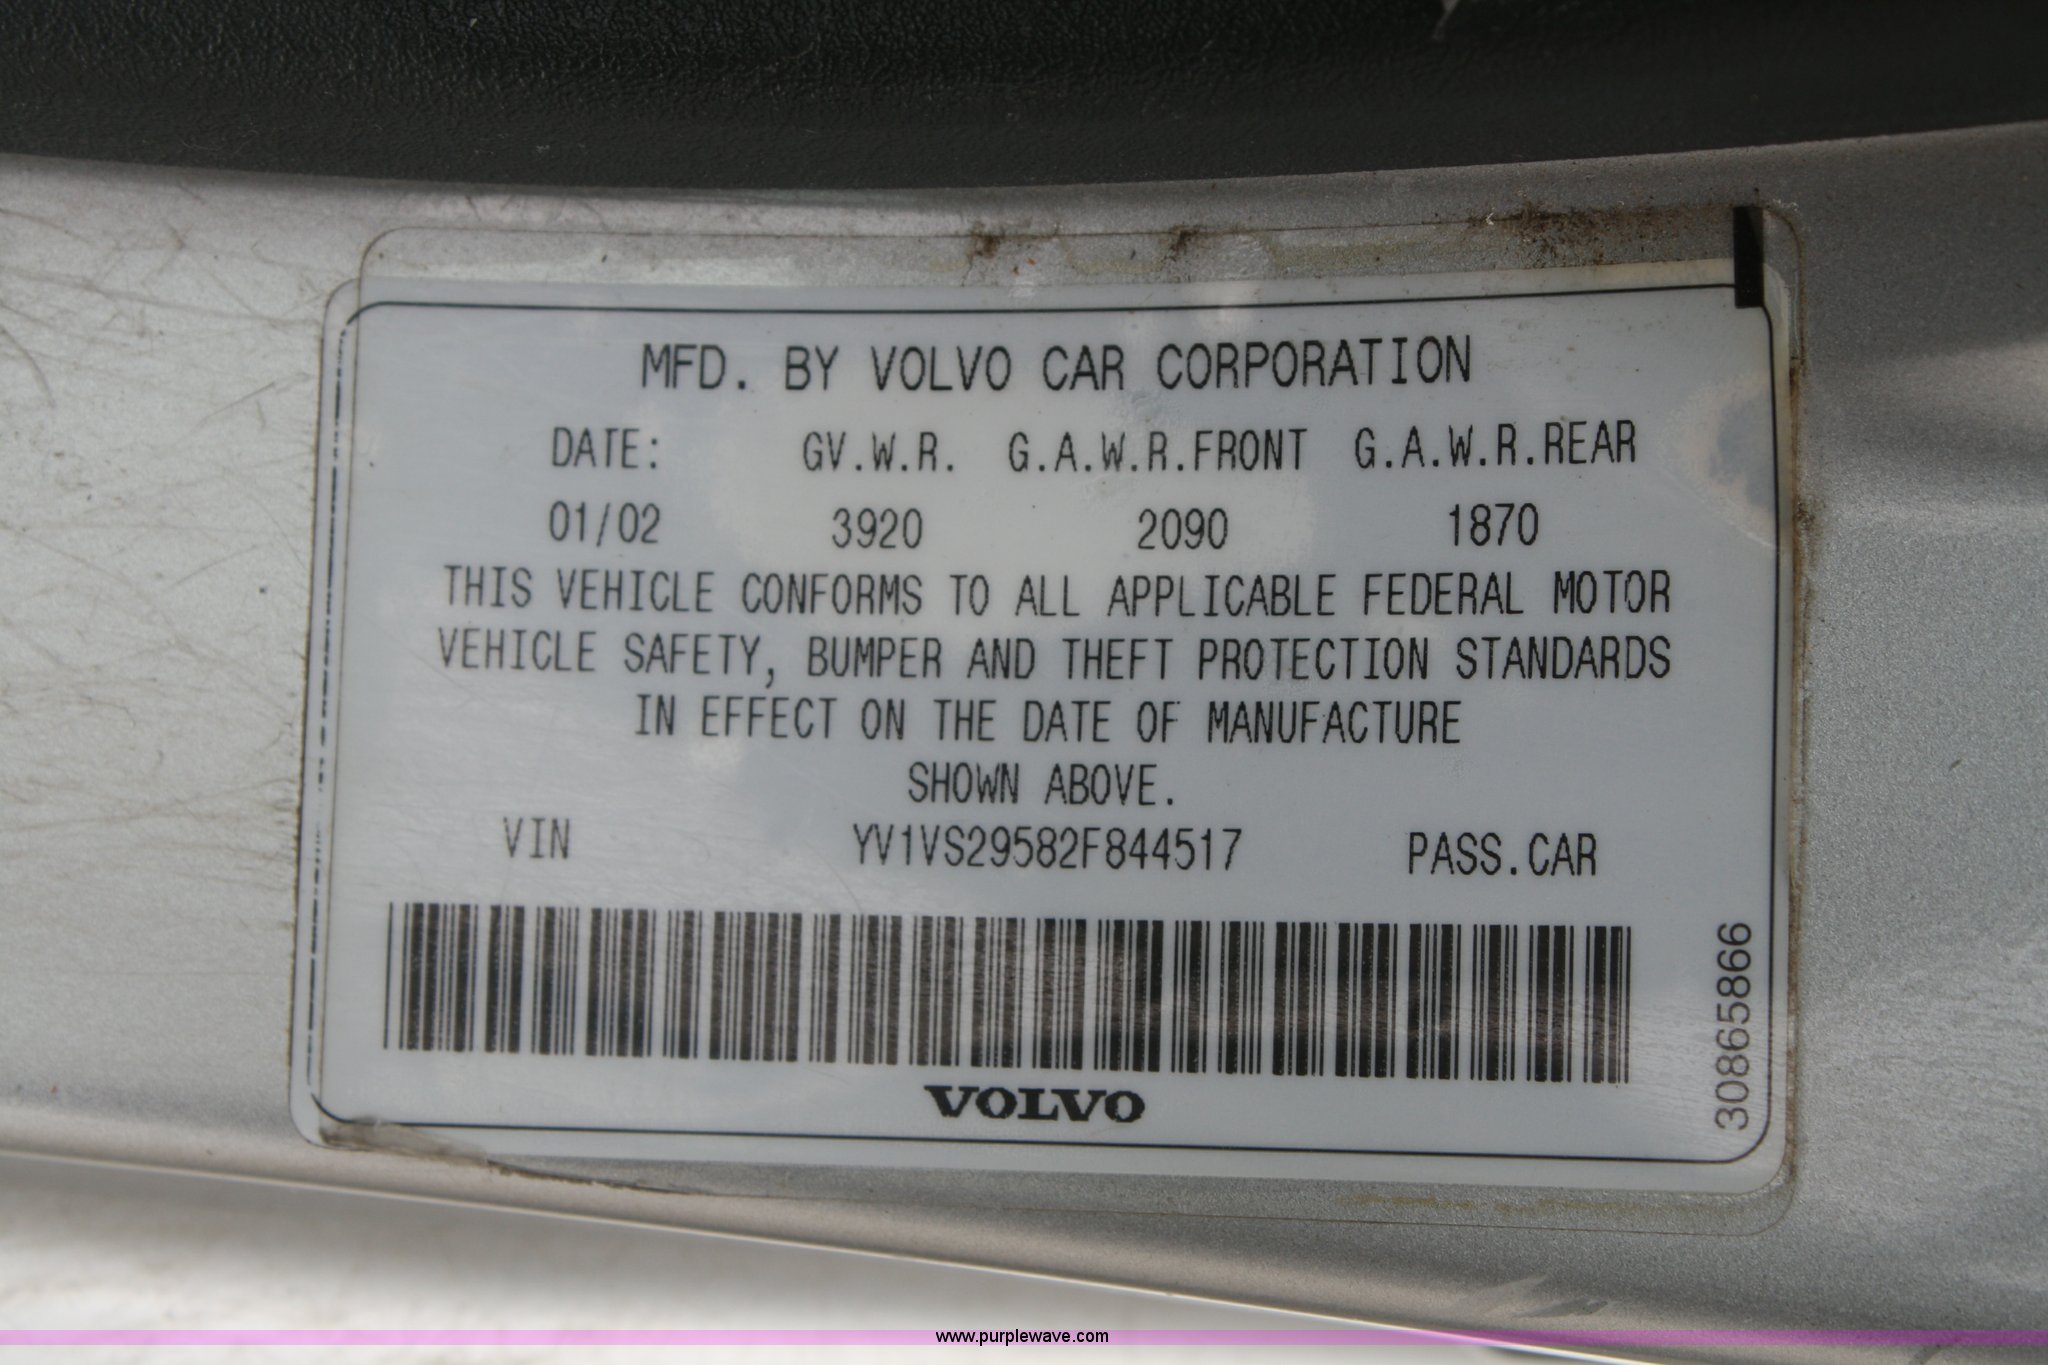 MFD. BY VOLVO CAR CORPORATION
DATE: GV.W.R. G.A.W.R.FRONT G.A.W.R.REAR
01/02 3920 2090 1870
THIS VEHICLE CONFORMS TO ALL APPLICABLE FEDERAL MOTOR
VEHICLE SAFETY, BUMPER AND THEFT PROTECTION STANDARDS
IN EFFECT ON THE DATE OF MANUFACTURE
SHOWN ABOVE.
VIN YV1VS29582F844517 PASS.CAR
30865866
VOLVO
www.purplewave.com